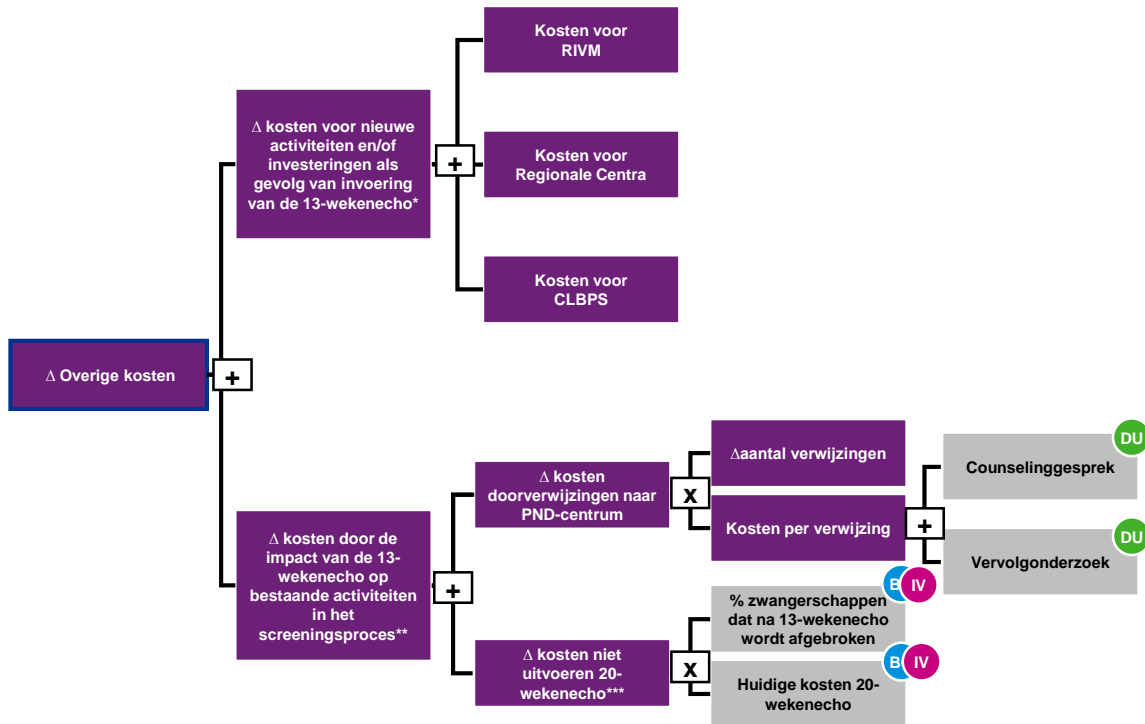 Kosten voor
RIVM
∆ kosten voor nieuwe
activiteiten en/of
investeringen als
gevolg van invoering
van de 13-wekenecho*
+
Kosten voor
Regionale Centra
Kosten voor
CLBPS
∆ Overige kosten
+
∆ kosten door de
impact van de 13-
wekenecho op
bestaande activiteiten
in het
screeningsproces**
+
∆ kosten
doorverwijzingen naar
PND-centrum
x
∆aantal verwijzingen
Kosten per verwijzing
+
Counselinggesprek
DU
Vervolgonderzoek
DU
∆ kosten niet
uitvoeren 20-
wekenecho***
x
% zwangerschappen
dat na 13-wekenecho
wordt afgebroken
B
IV
Huidige kosten 20-
wekenecho
B
IV